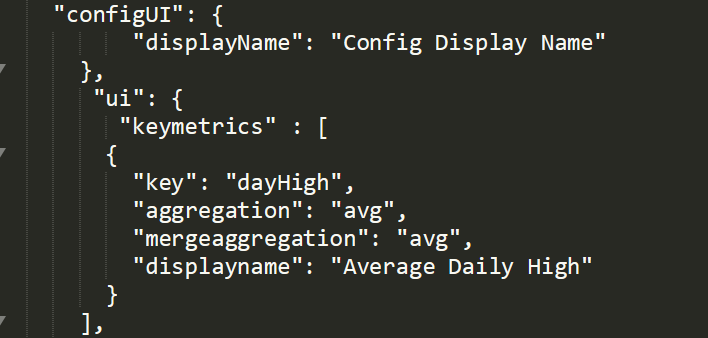 "configUI": {
"displayName": "Config Display Name"
},
"ui": {
"keymetrics" : [
{
"key": "dayHigh",
"aggregation": "avg",
"mergeaggregation": "avg",
"displayname": "Average Daily High"
}
],